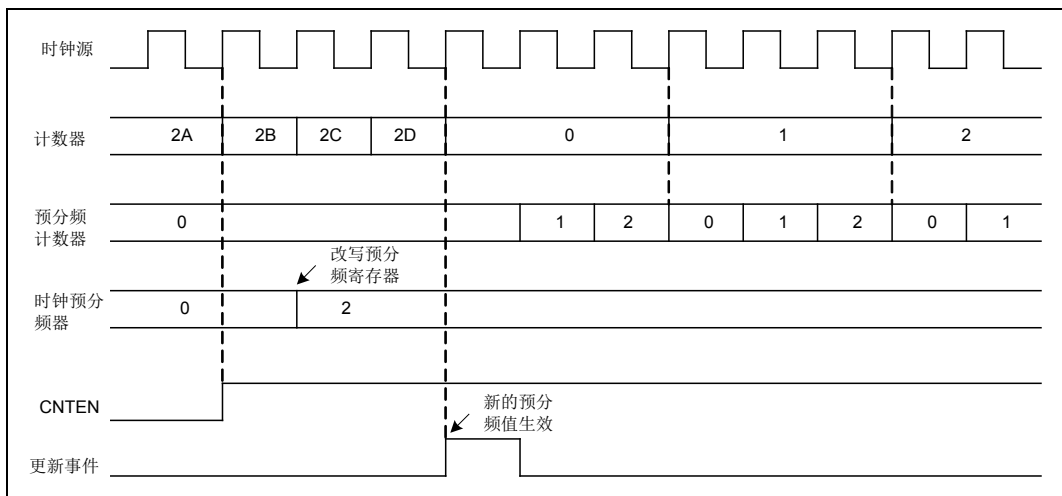 时钟源
计数器
2A 2B 2C 2D 0 1 2
预分频
计数器
0 1 2 0 1 2 0 1
改写预分
频寄存器
时钟预分
频器
0 2
CNTEN
新的预分
频值生效
更新事件